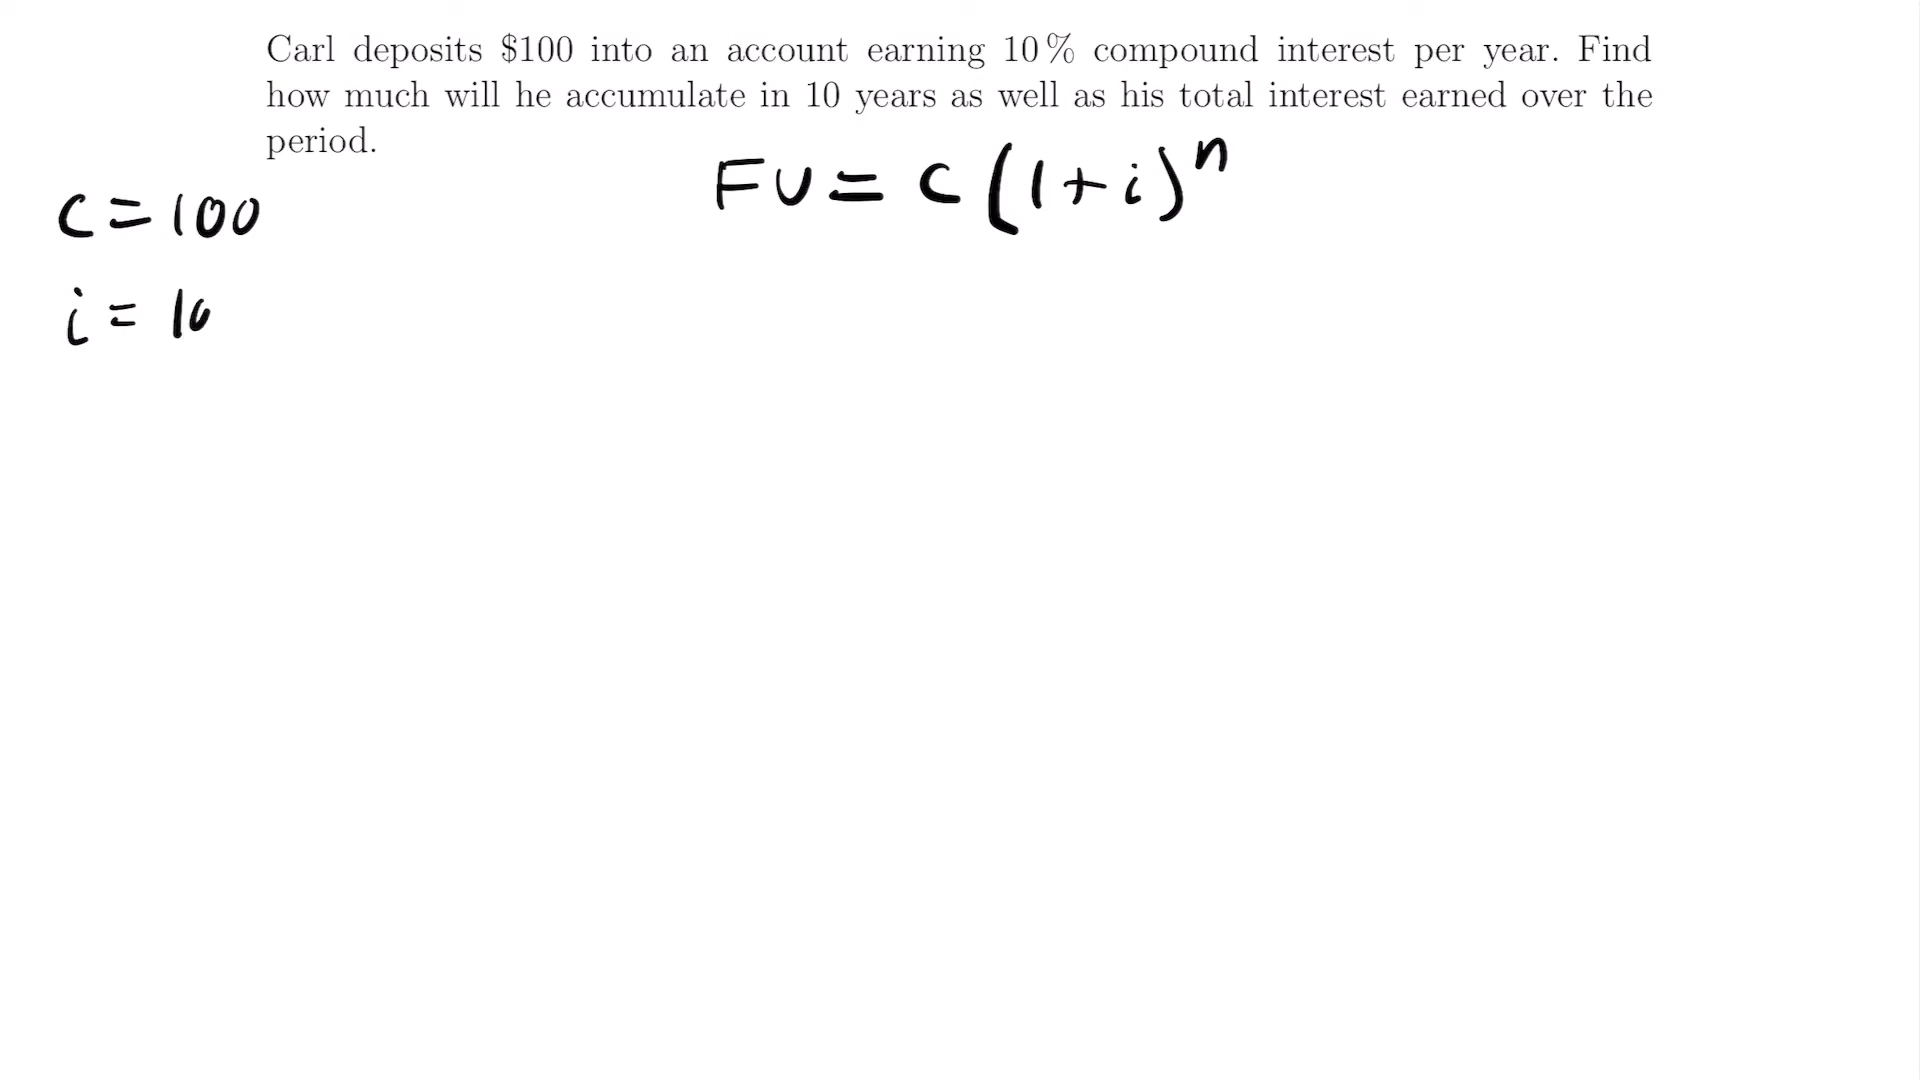 Carl deposits $100 into an account earning 10% compound interest per year. Find
how much will he accumulate in 10 years as well as his total interest earned over the
period.
FV = C(1+i)^n
C = 100
i = 10